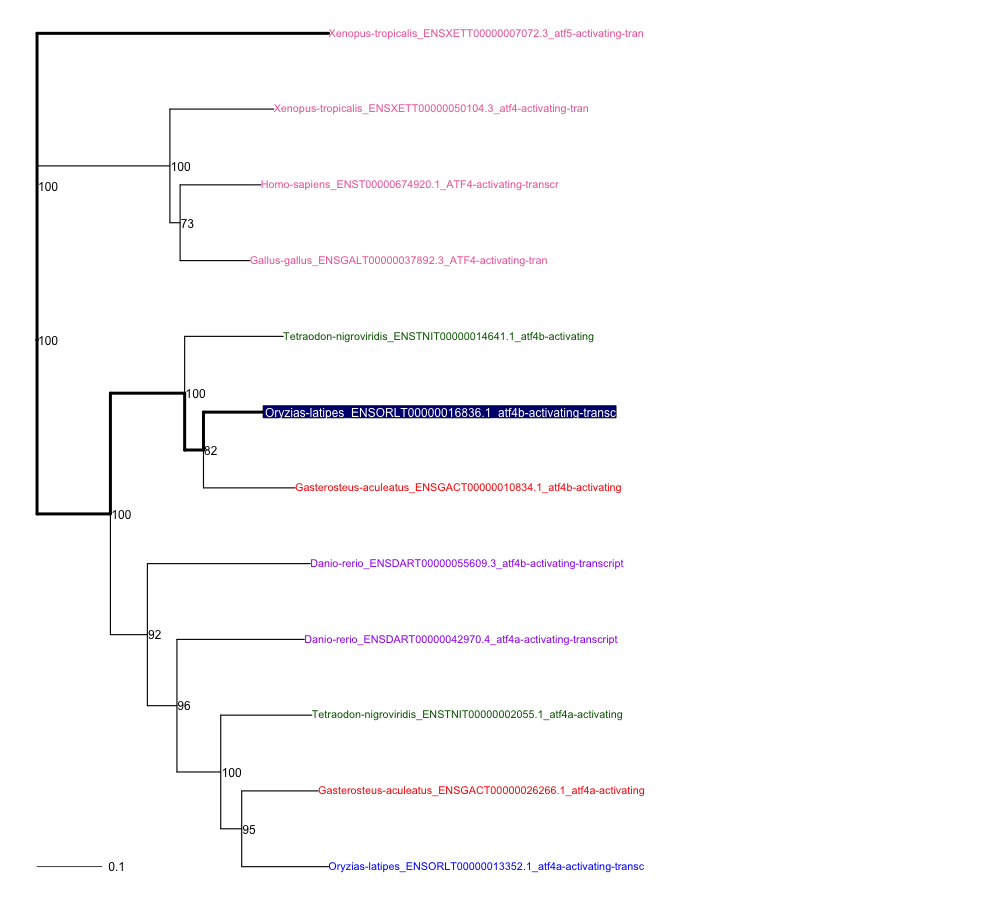 Xenopus-tropicalis_ENSXETT00000007072.3_atf5-activating-tran
Xenopus-tropicalis_ENSXETT00000050104.3_atf4-activating-tran
100
Homo-sapiens_ENST00000674920.1_ATF4-activating-transcr
100
73
Gallus-gallus_ENSGALT00000037892.3_ATF4-activating-tran
Tetraodon-nigroviridis_ENSTNIT00000014641.1_atf4b-activating
100
100
Oryzias-latipes_ENSORLT00000016836.1_atf4b-activating-transc
82
Gasterosteus-aculeatus_ENSGACT00000010834.1_atf4b-activating
100
Danio-rerio_ENSDART00000055609.3_atf4b-activating-transcript
92
Danio-rerio_ENSDART00000042970.4_atf4a-activating-transcript
96
Tetraodon-nigroviridis_ENSTNIT00000002055.1_atf4a-activating
100
Gasterosteus-aculeatus_ENSGACT00000026266.1_atf4a-activating
95
Oryzias-latipes_ENSORLT00000013352.1_atf4a-activating-transc
0.1